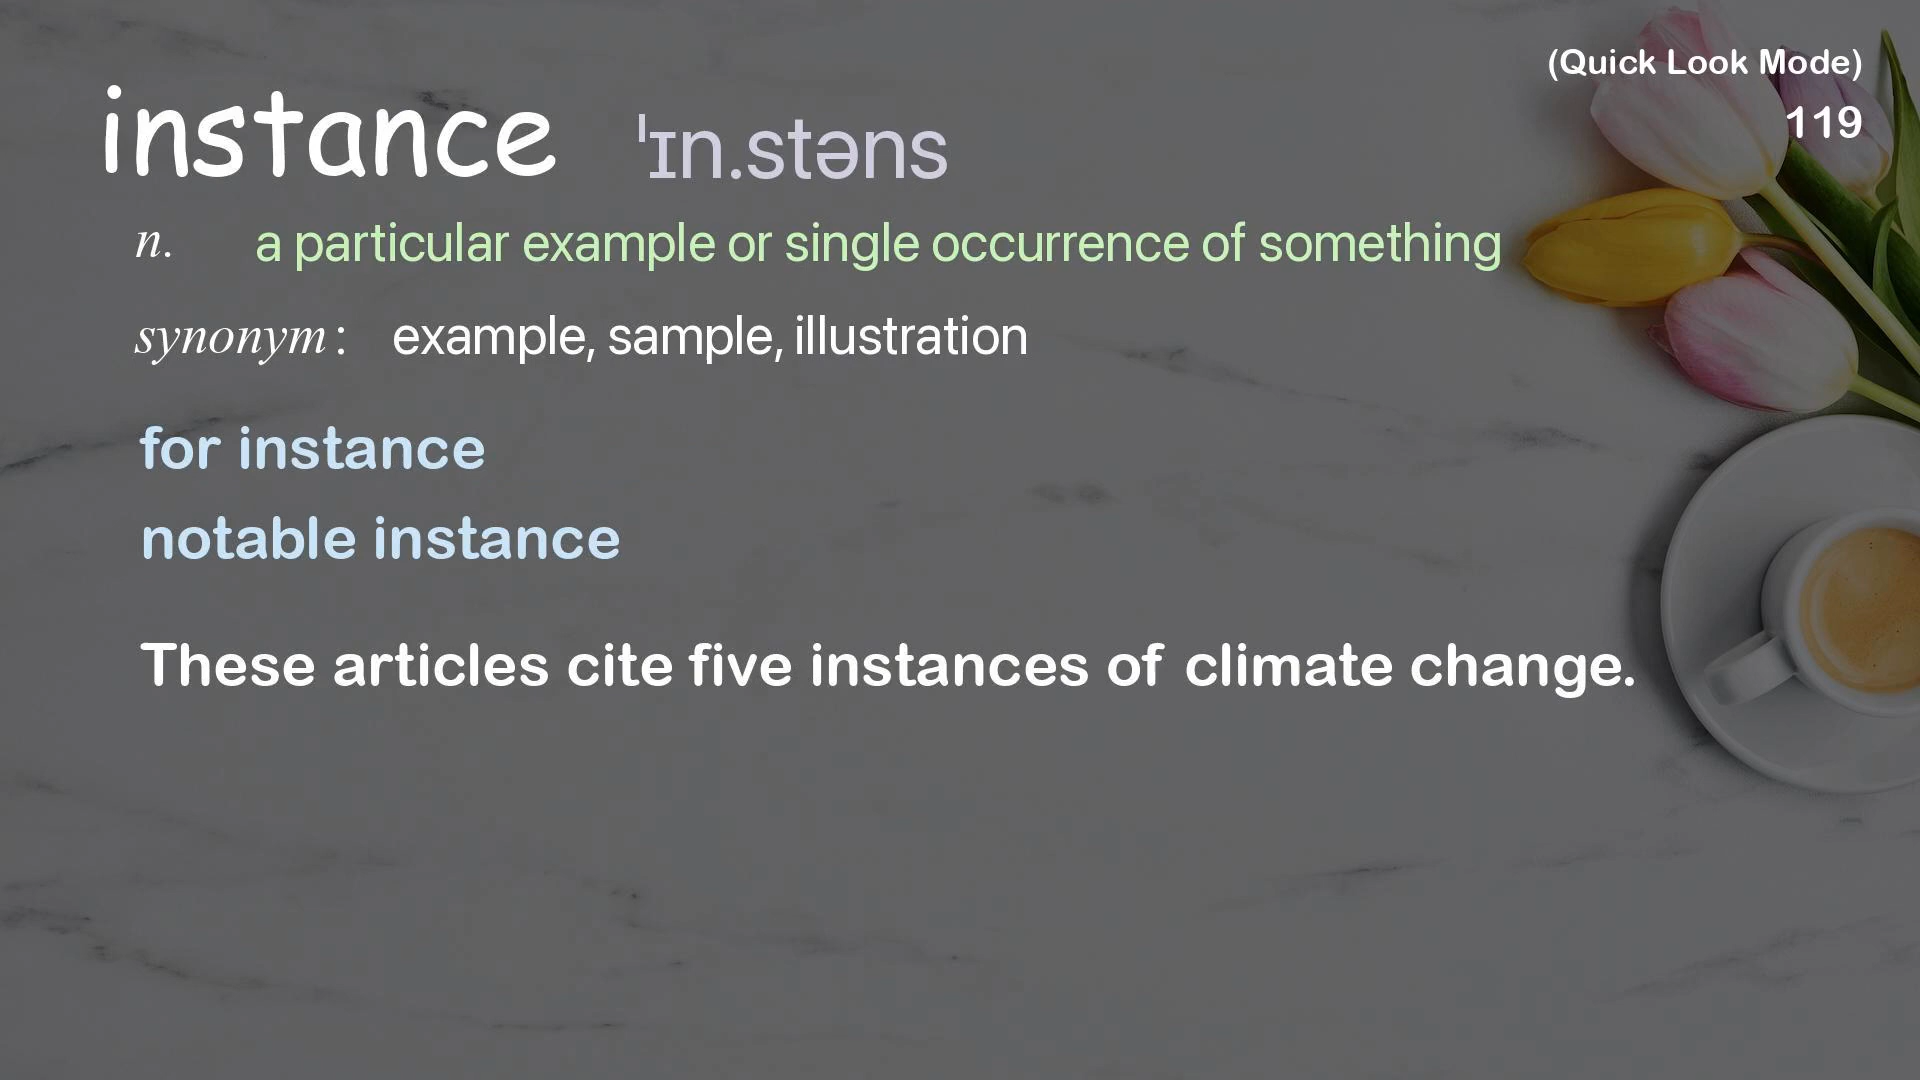 (Quick Look Mode)
119
instance ˈɪn.stəns
n. a particular example or single occurrence of something
synonym: example, sample, illustration
for instance
notable instance
These articles cite five instances of climate change.